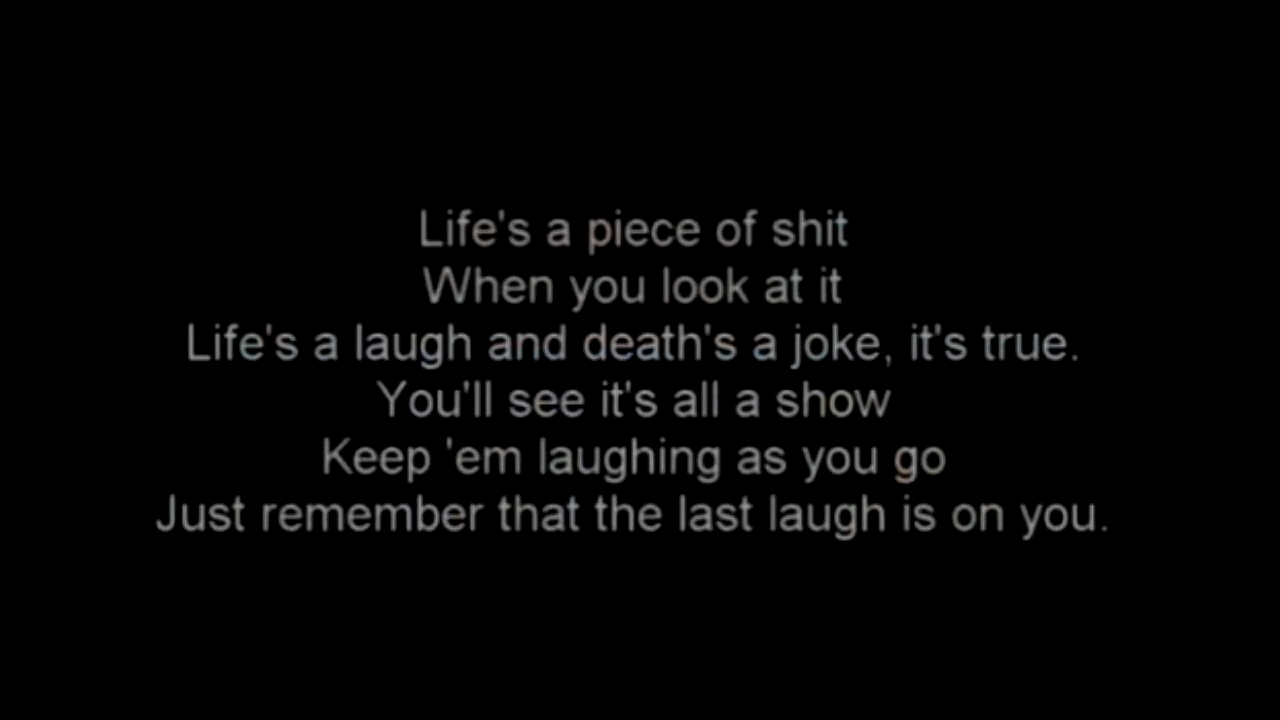 Life's a piece of shit
When you look at it
Life's a laugh and death's a joke, it's true.
You'll see it's all a show
Keep 'em laughing as you go
Just remember that the last laugh is on you.